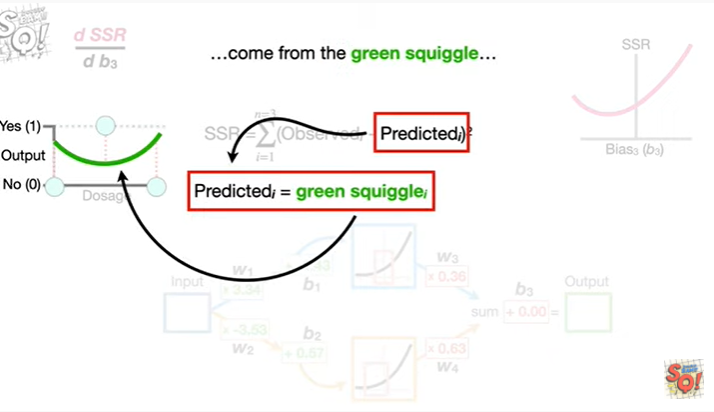 d SSR
d b₃
…come from the green squiggle…
SSR
n=3
SSR = ∑(Observedᵢ - Predictedᵢ)²
i=1
Bias₃ (b₃)
Yes (1)
Output
No (0)
Dosage
Predictedᵢ = green squiggleᵢ
Input
w₁
x 3.34
b₁
w₃
x 0.36
b₃
Output
sum + 0.00 =
x -3.53
w₂
b₂
+ 0.57
x 0.63
w₄
SQ!